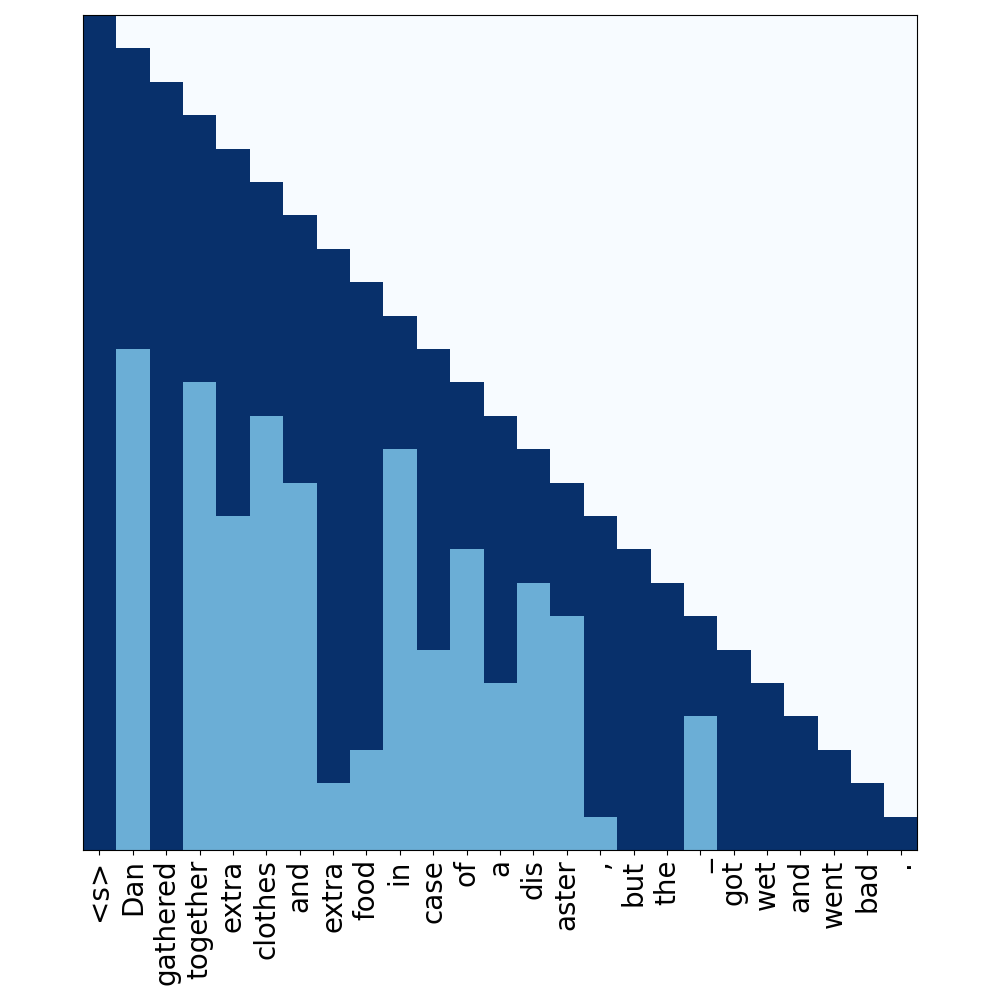 <s> Dan gathered together extra clothes and extra food in case of a dis aster , but the _ got wet and went bad .